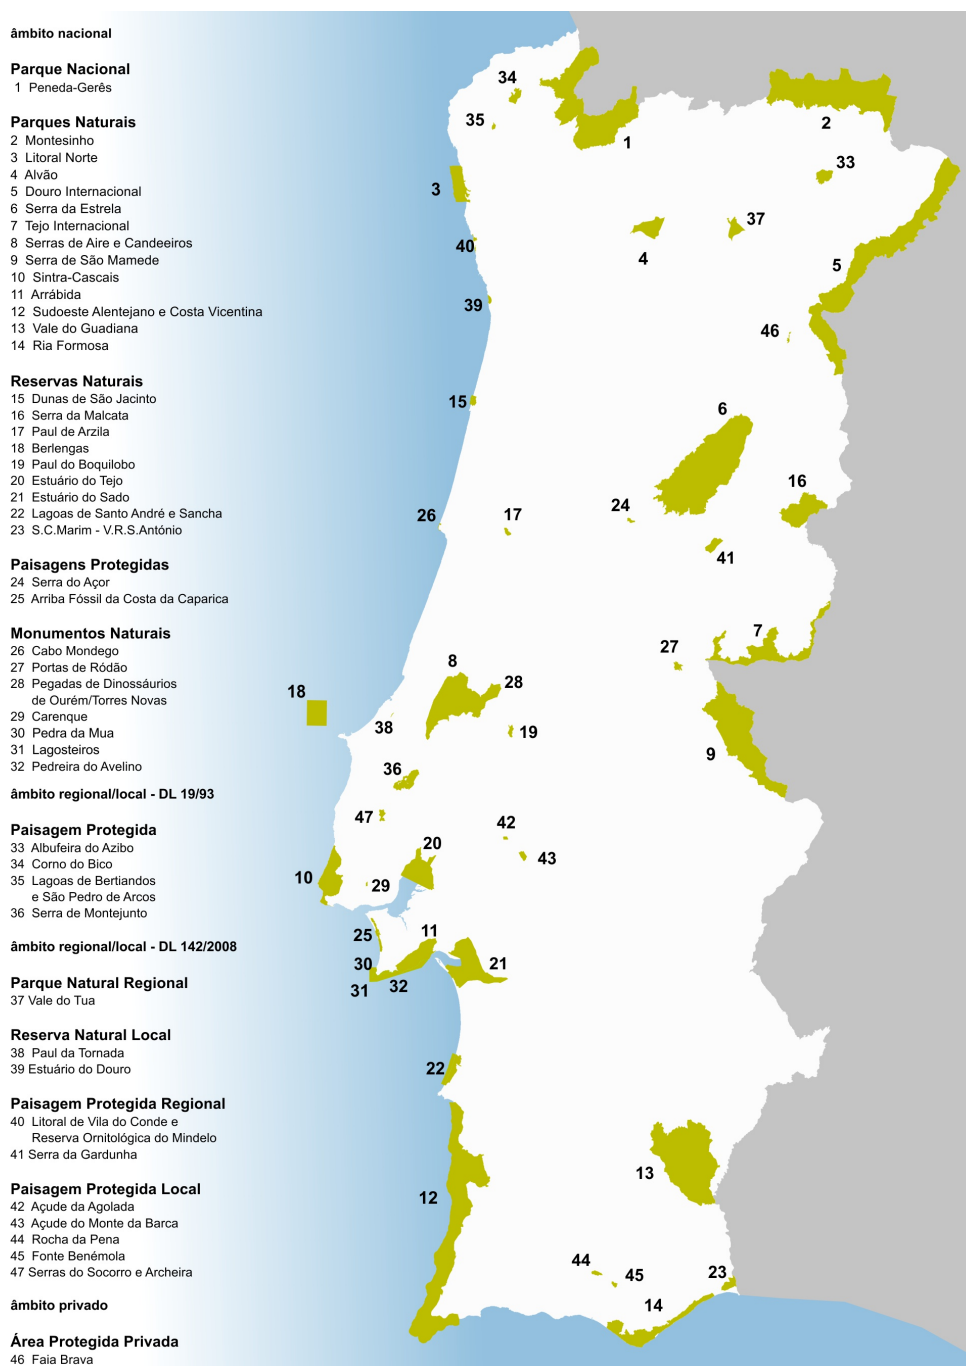 âmbito nacional
Parque Nacional
1 Peneda-Gerês
Parques Naturais
2 Montesinho
3 Litoral Norte
4 Alvão
5 Douro Internacional
6 Serra da Estrela
7 Tejo Internacional
8 Serras de Aire e Candeeiros
9 Serra de São Mamede
10 Sintra-Cascais
11 Arrábida
12 Sudoeste Alentejano e Costa Vicentina
13 Vale do Guadiana
14 Ria Formosa
Reservas Naturais
15 Dunas de São Jacinto
16 Serra da Malcata
17 Paul de Arzila
18 Berlengas
19 Paul do Boquilobo
20 Estuário do Tejo
21 Estuário do Sado
22 Lagoas de Santo André e Sancha
23 S.C.Marim - V.R.S.António
Paisagens Protegidas
24 Serra do Açor
25 Arriba Fóssil da Costa da Caparica
Monumentos Naturais
26 Cabo Mondego
27 Portas de Ródão
28 Pegadas de Dinossáurios
de Ourém/Torres Novas
29 Carenque
30 Pedra da Mua
31 Lagosteiros
32 Pedreira do Avelino
âmbito regional/local - DL 19/93
Paisagem Protegida
33 Albufeira do Azibo
34 Corno do Bico
35 Lagoas de Bertiandos
e São Pedro de Arcos
36 Serra de Montejunto
âmbito regional/local - DL 142/2008
Parque Natural Regional
37 Vale do Tua
Reserva Natural Local
38 Paul da Tornada
39 Estuário do Douro
Paisagem Protegida Regional
40 Litoral de Vila do Conde e
Reserva Ornitológica do Mindelo
41 Serra da Gardunha
Paisagem Protegida Local
42 Açude da Agolada
43 Açude do Monte da Barca
44 Rocha da Pena
45 Fonte Benémola
47 Serras do Socorro e Archeira
âmbito privado
Área Protegida Privada
46 Faia Brava
34
35
1
2
33
3
37
40
4
5
39
46
15
6
16
24
26
17
41
7
27
8
28
18
38
19
9
36
47
42
20
43
10
29
25
11
30
21
31
32
22
13
12
44
45
23
14